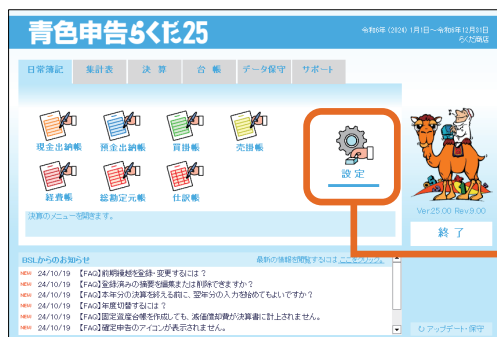 青色申告らくだ25
令和6年 (2024) 1月1日～令和6年12月31日
らくだ商店
日常簿記 集計表 決 算 台 帳 データ保守 サポート
現金出納帳 預金出納帳 買掛帳 売掛帳
設 定
経費帳 総勘定元帳 仕訳帳
決算のメニューを開きます。
Ver.25.00 Rev.9.00
終 了
BSLからのお知らせ 最新の情報を閲覧するには ここをクリック。
NEW 24/10/19 【FAQ】前期繰越を登録・変更するには？
NEW 24/10/19 【FAQ】登録済みの摘要を編集または削除できますか？
NEW 24/10/19 【FAQ】本年分の決算を終える前に、翌年分の入力を始めてもよいですか？
NEW 24/10/19 【FAQ】年度切替するには？
NEW 24/10/19 【FAQ】固定資産台帳を作成しても、減価償却費が決算書に計上されません。
NEW 24/10/19 【FAQ】確定申告のアイコンが表示されません。
アップデート・保守